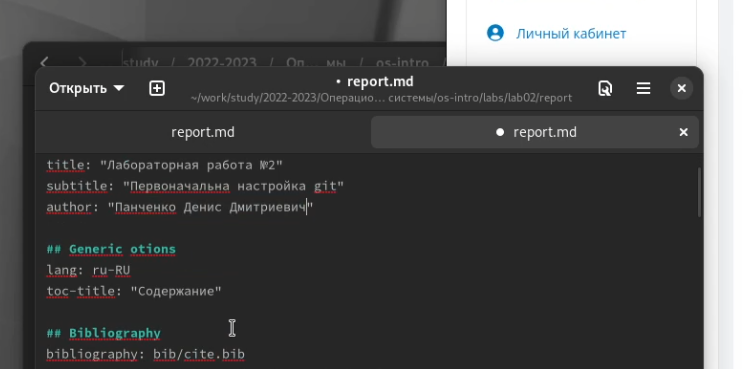 Личный кабинет
study / 2022-2023 / Оп мы / os-intro /
Открыть
• report.md
~/work/study/2022-2023/Операцио… системы/os-intro/labs/lab02/report
report.md
● report.md
title: "Лабораторная работа №2"
subtitle: "Первоначальна настройка git"
author: "Панченко Денис Дмитриевич"
## Generic otions
lang: ru-RU
toc-title: "Содержание"
## Bibliography
bibliography: bib/cite.bib